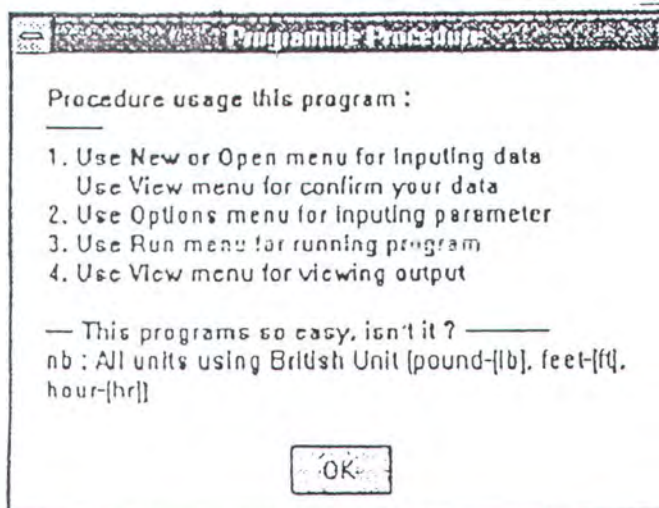 Programme Procedure
Procedure usage this program :
1. Use New or Open menu for inputing data
Use View menu for confirm your data
2. Use Options menu for inputing parameter
3. Use Run menu for running program
4. Use View menu for viewing output
— This programs so easy, isn't it ? ———
nb : All units using British Unit [pound-[lb], feet-[ft],
hour-[hr]]
OK